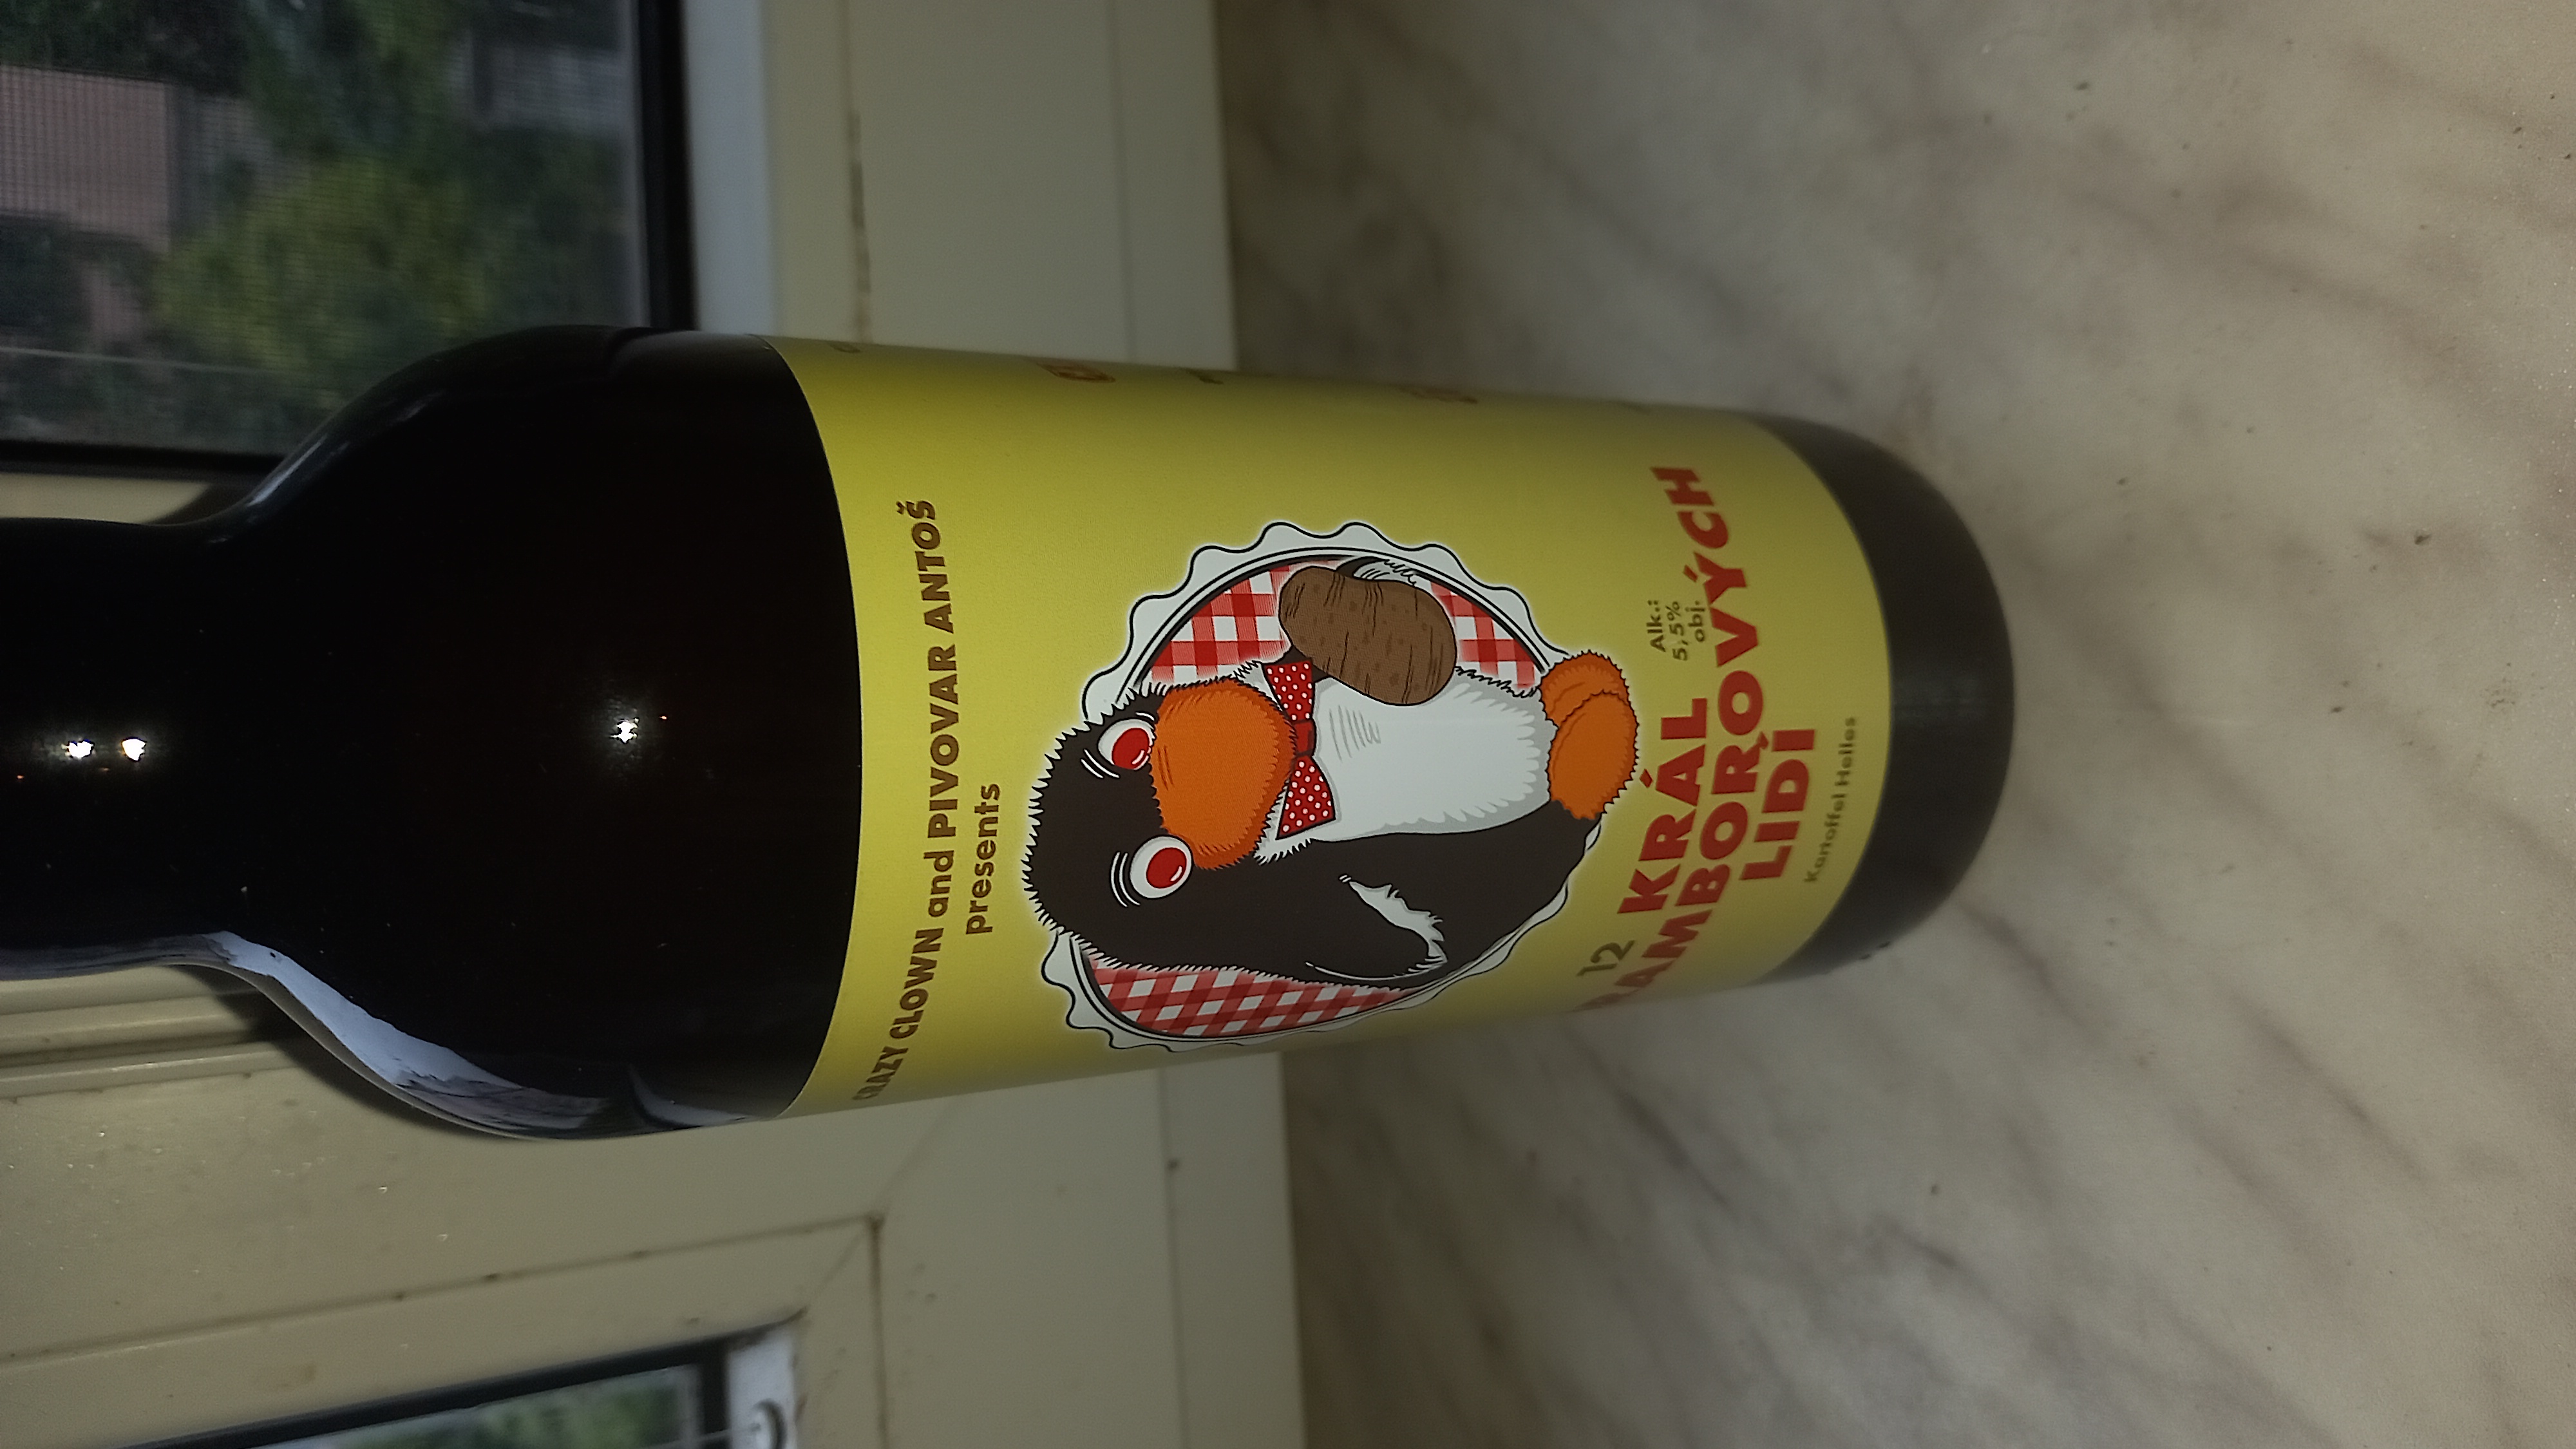 CRAZY CLOWN and PIVOVAR ANTOŠ
presents
12 KRÁL
BRAMBOROVÝCH
LIDÍ
Alk.:
5,5%
obj.
Kartoffel Helles